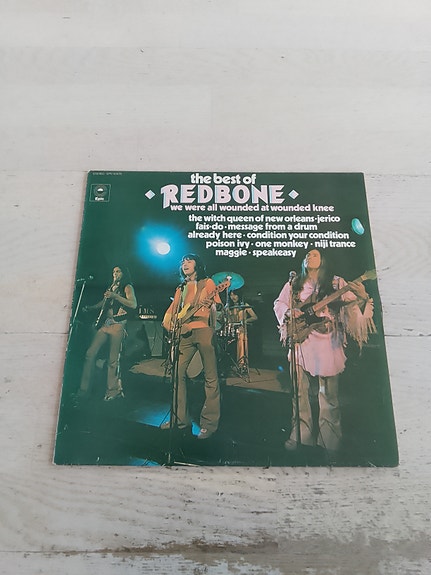 the best of
REDBONE
we were all wounded at wounded knee
the witch queen of new orleans · jerico
fais-do · message from a drum
already here · condition your condition
poison ivy · one monkey · niji trance
maggie · speakeasy
Epic